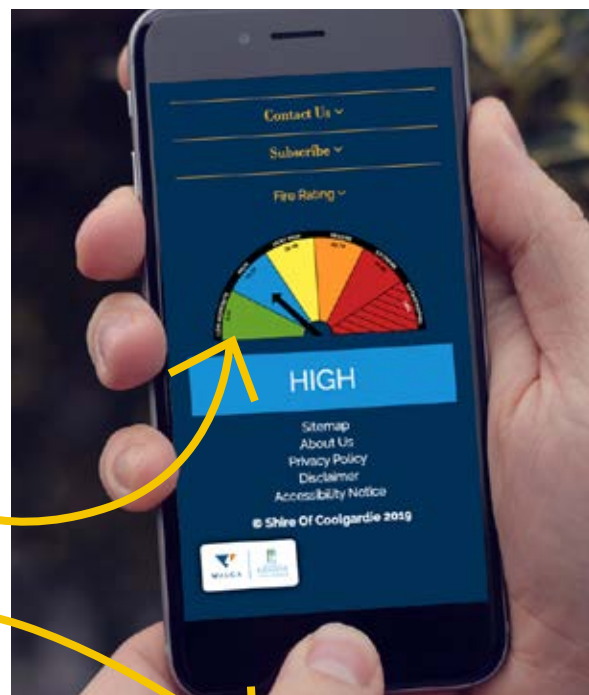 Contact Us
Subscribe
Fire Rating
HIGH
Sitemap
About Us
Privacy Policy
Disclaimer
Accessibility Notice
© Shire Of Coolgardie 2019
WALGA